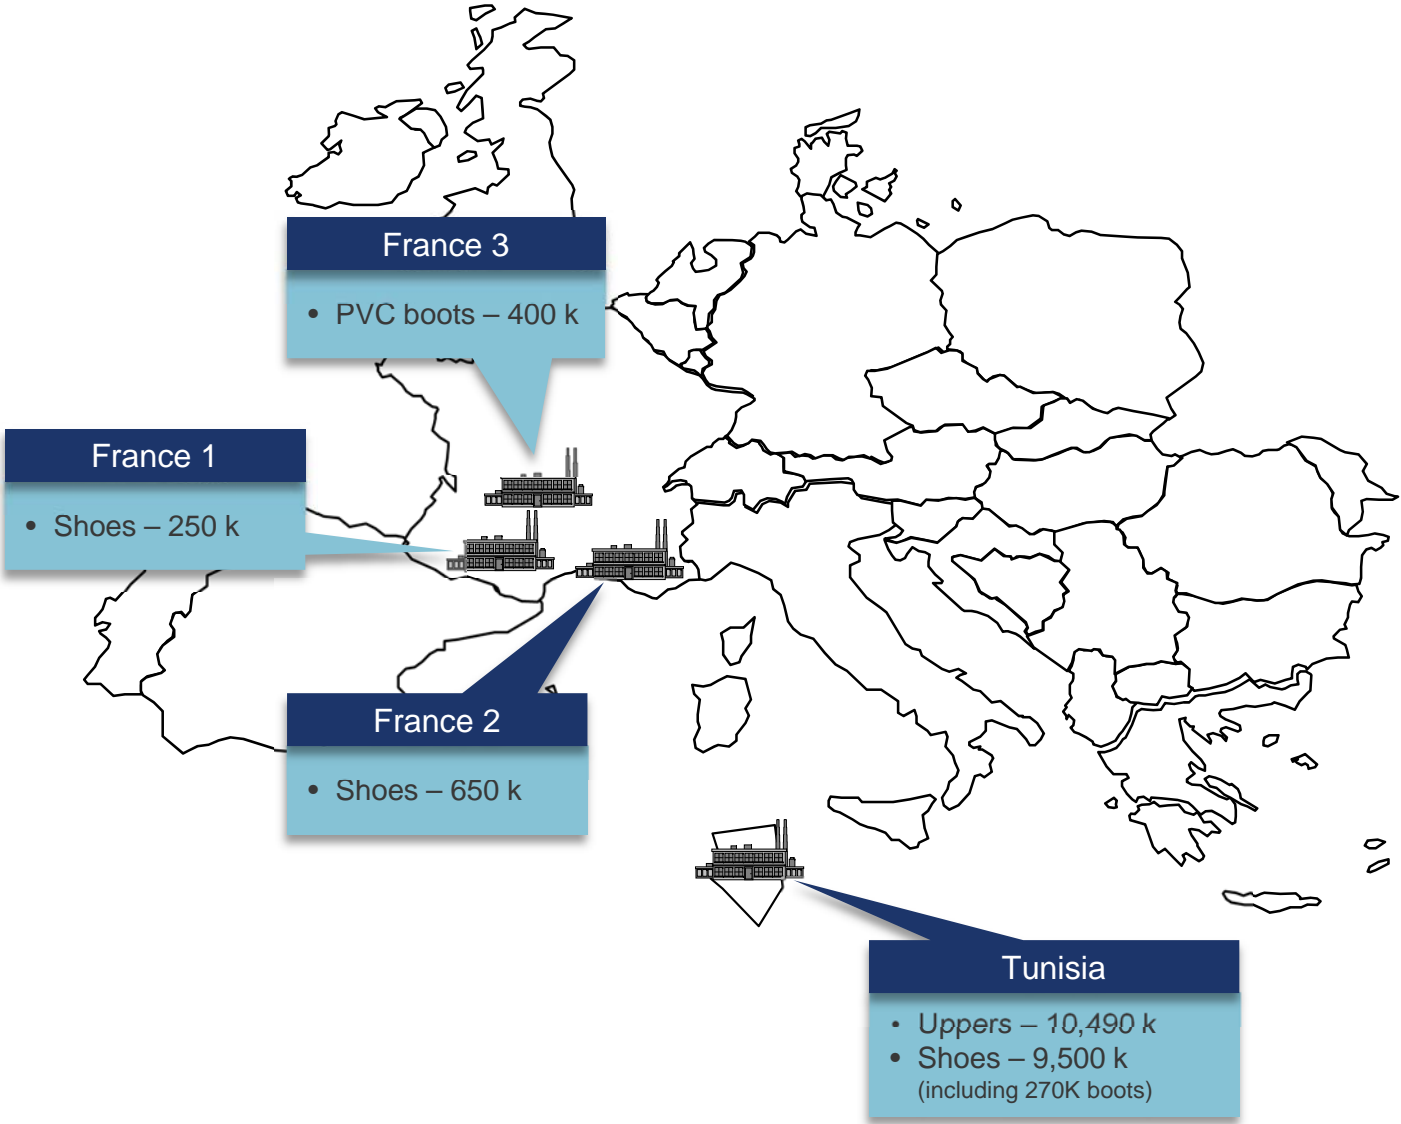 France 3
• PVC boots – 400 k
France 1
• Shoes – 250 k
France 2
• Shoes – 650 k
Tunisia
• Uppers – 10,490 k
• Shoes – 9,500 k
(including 270K boots)